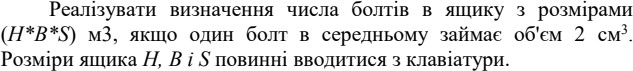 Реалізувати визначення числа болтів в ящику з розмірами
(H*B*S) м3, якщо один болт в середньому займає об'єм 2 см³.
Розміри ящика H, B і S повинні вводитися з клавіатури.